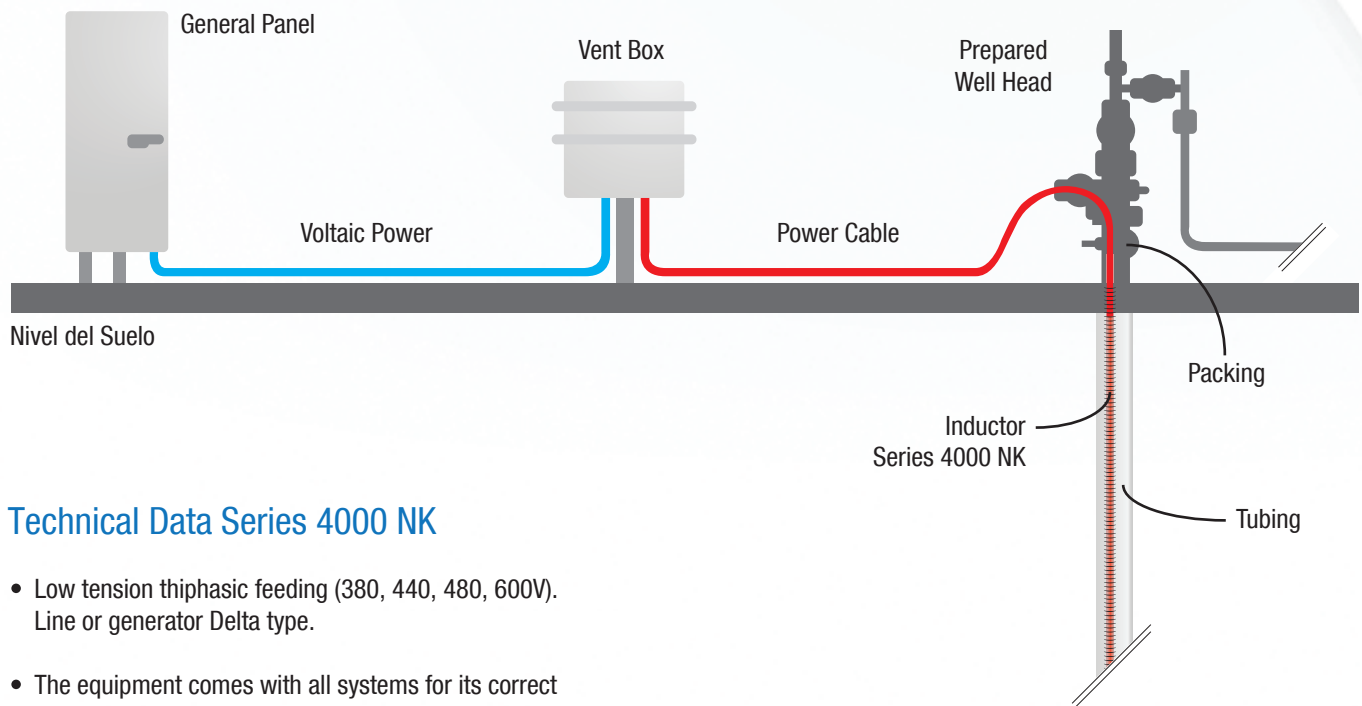 General Panel
Vent Box
Prepared
Well Head
Voltaic Power
Power Cable
Nivel del Suelo
Packing
Inductor
Series 4000 NK
Tubing
Technical Data Series 4000 NK
• Low tension thiphasic feeding (380, 440, 480, 600V).
Line or generator Delta type.
• The equipment comes with all systems for its correct